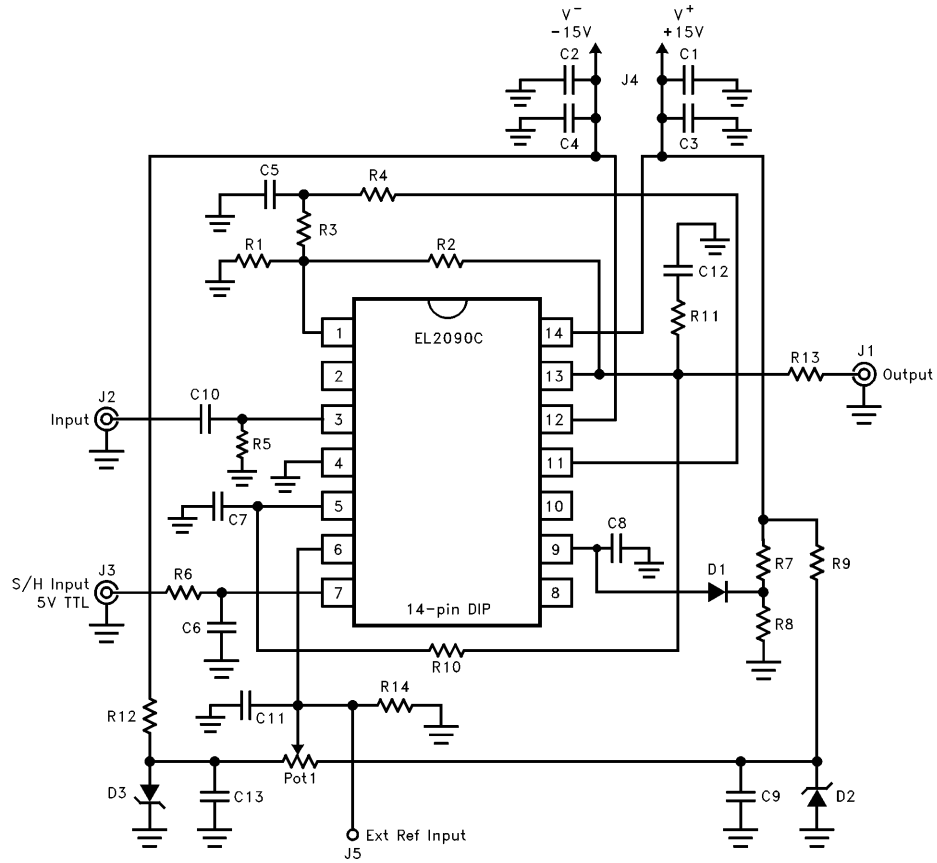 V- V+
-15V +15V
C2 J4 C1
C4 C3
C5 R4
R3
R1 R2
C12
R11
1 EL2090C 14
J1
R13
2 13 Output
J2 C10
Input 3 12
R5
4 11
C7 5 10
C8
6 9
R7 R9
D1
J3
S/H Input R6
5V TTL 7 14-pin DIP 8
C6 R8
R10
R14
C11
R12
Pot1
D3 C13 C9 D2
Ext Ref Input
J5